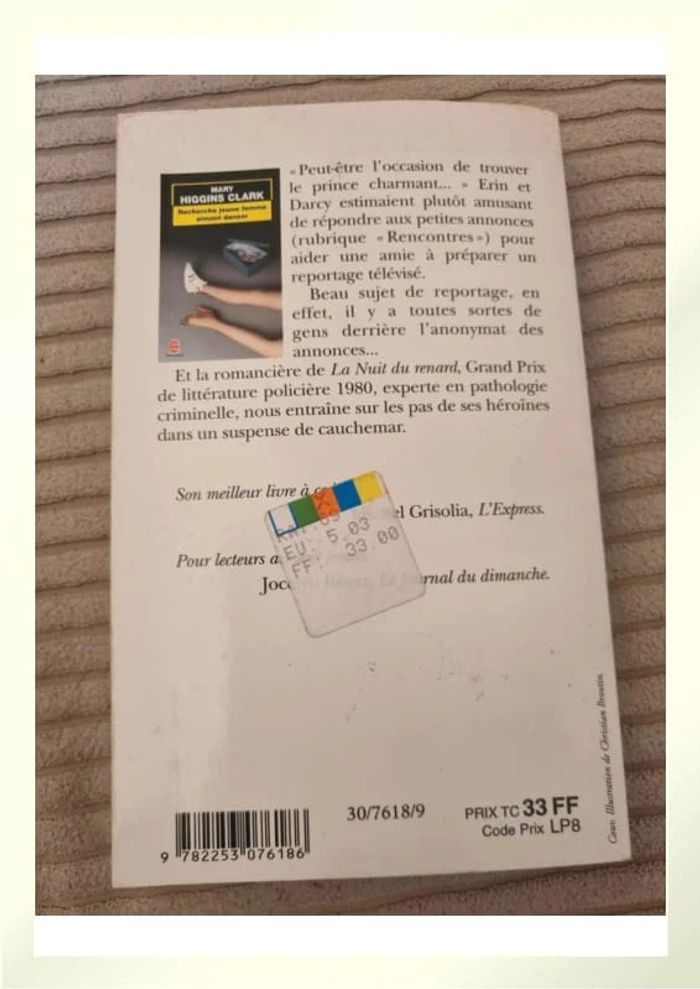 MARY
HIGGINS CLARK
Recherche jeune femme
aimant danser
«Peut-être l'occasion de trouver
le prince charmant... » Erin et
Darcy estimaient plutôt amusant
de répondre aux petites annonces
(rubrique «Rencontres») pour
aider une amie à préparer un
reportage télévisé.
Beau sujet de reportage, en
effet, il y a toutes sortes de
gens derrière l'anonymat des
annonces...
Et la romancière de La Nuit du renard, Grand Prix
de littérature policière 1980, experte en pathologie
criminelle, nous entraîne sur les pas de ses héroïnes
dans un suspense de cauchemar.
Son meilleur livre à
el Grisolia, L'Express.
EU: 5.03
FF: 33.00
Pour lecteurs a
Joc
rnal du dimanche.
Couv. Illustration de Christian Broutin.
30/7618/9
PRIX TC 33 FF
Code Prix LP8
9 782253 076186